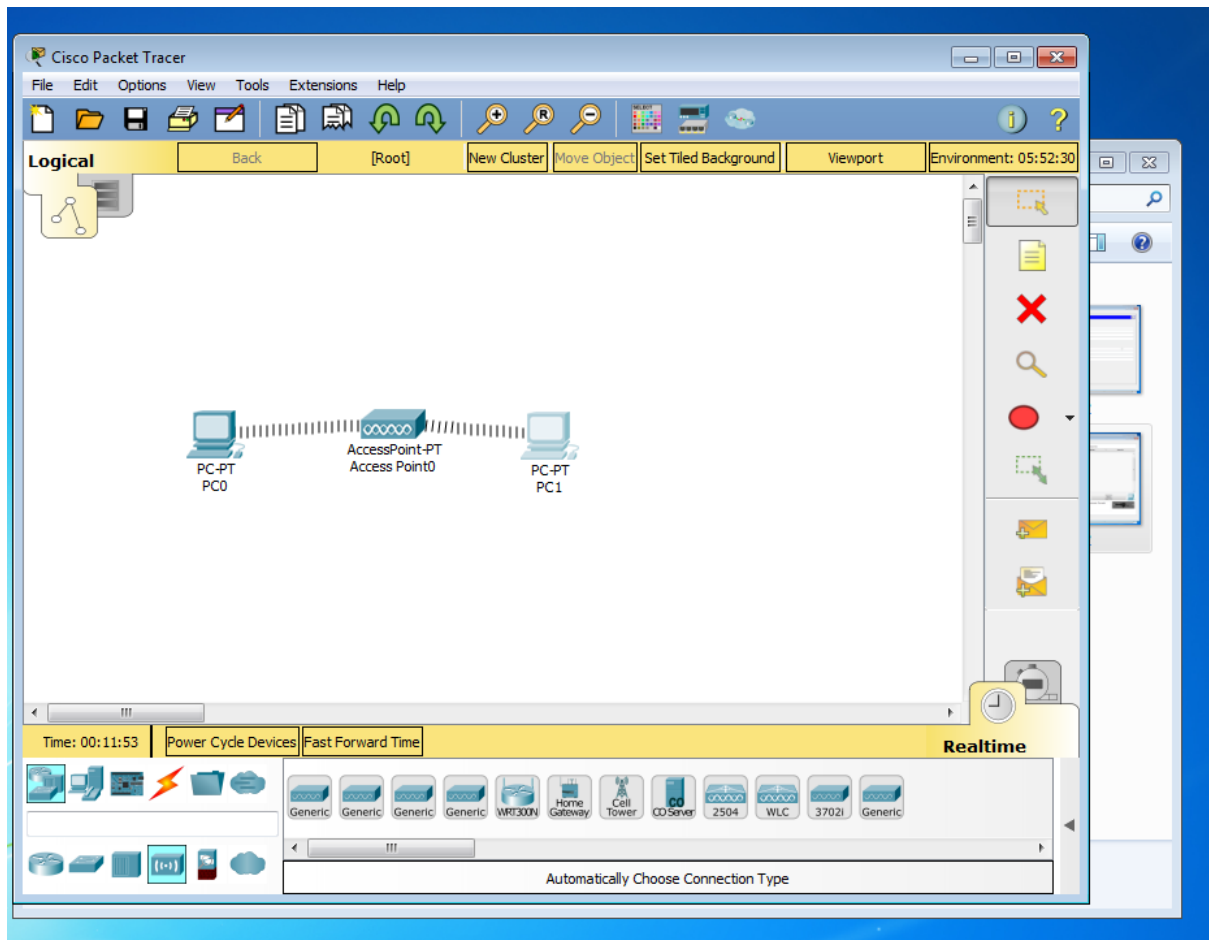 Cisco Packet Tracer
File Edit Options View Tools Extensions Help
Logical Back [Root] New Cluster Move Object Set Tiled Background Viewport Environment: 05:52:30
PC-PT
PC0
AccessPoint-PT
Access Point0
PC-PT
PC1
Time: 00:11:53 Power Cycle Devices Fast Forward Time Realtime
Generic Generic Generic Generic WRT300N Home Gateway Cell Tower CO CO Server 2504 WLC 3702i Generic
Automatically Choose Connection Type